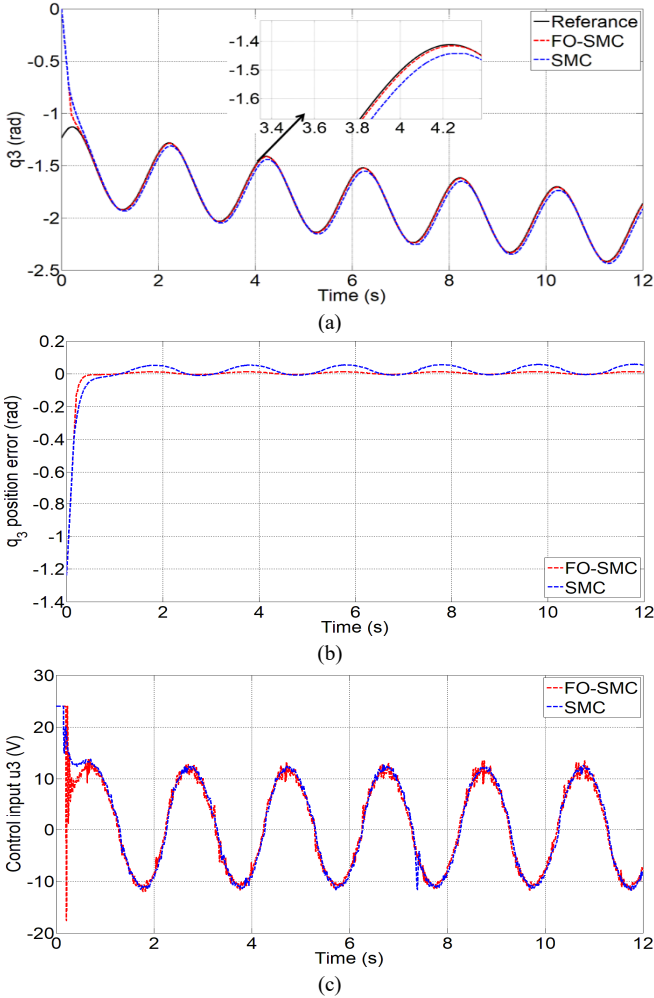 0
-0.5
-1
-1.5
-2
-2.5
q3 (rad)
-1.4
-1.5
-1.6
3.4 3.6 3.8 4 4.2
Referance
FO-SMC
SMC
0 2 4 6 8 10 12
Time (s)
(a)
0.2
0
-0.2
-0.4
-0.6
-0.8
-1
-1.2
-1.4
q3 position error (rad)
FO-SMC
SMC
0 2 4 6 8 10 12
Time (s)
(b)
30
20
10
0
-10
-20
Control input u3 (V)
FO-SMC
SMC
0 2 4 6 8 10 12
Time (s)
(c)